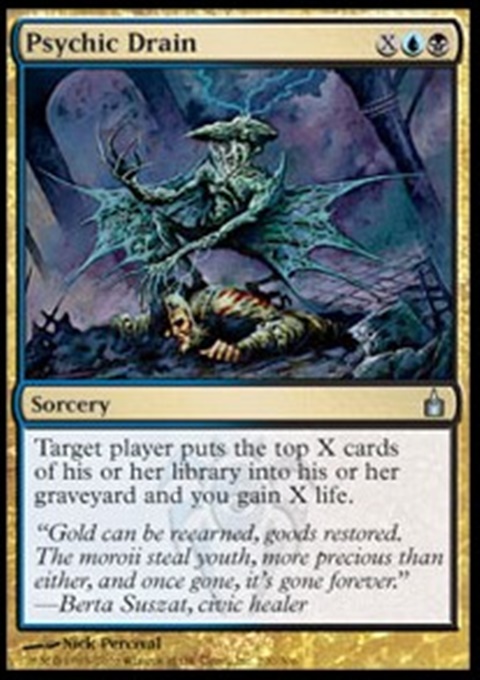 Psychic Drain X
Sorcery
Target player puts the top X cards
of his or her library into his or her
graveyard and you gain X life.
“Gold can be reearned, goods restored.
The moroii steal youth, more precious than
either, and once gone, it’s gone forever.”
—Berta Suszat, civic healer
Nick Percival